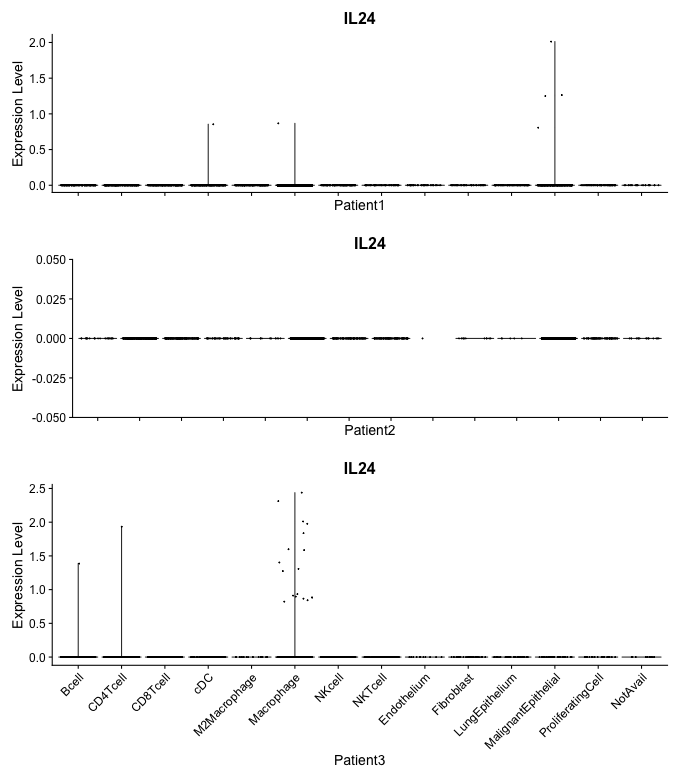 IL24
Expression Level
2.0
1.5
1.0
0.5
0.0
Patient1
IL24
Expression Level
0.050
0.025
0.000
-0.025
-0.050
Patient2
IL24
Expression Level
2.5
2.0
1.5
1.0
0.5
0.0
Bcell
CD4Tcell
CD8Tcell
cDC
M2Macrophage
Macrophage
NKcell
NKTcell
Endothelium
Fibroblast
LungEpithelium
MalignantEpithelial
ProliferatingCell
NotAvail
Patient3